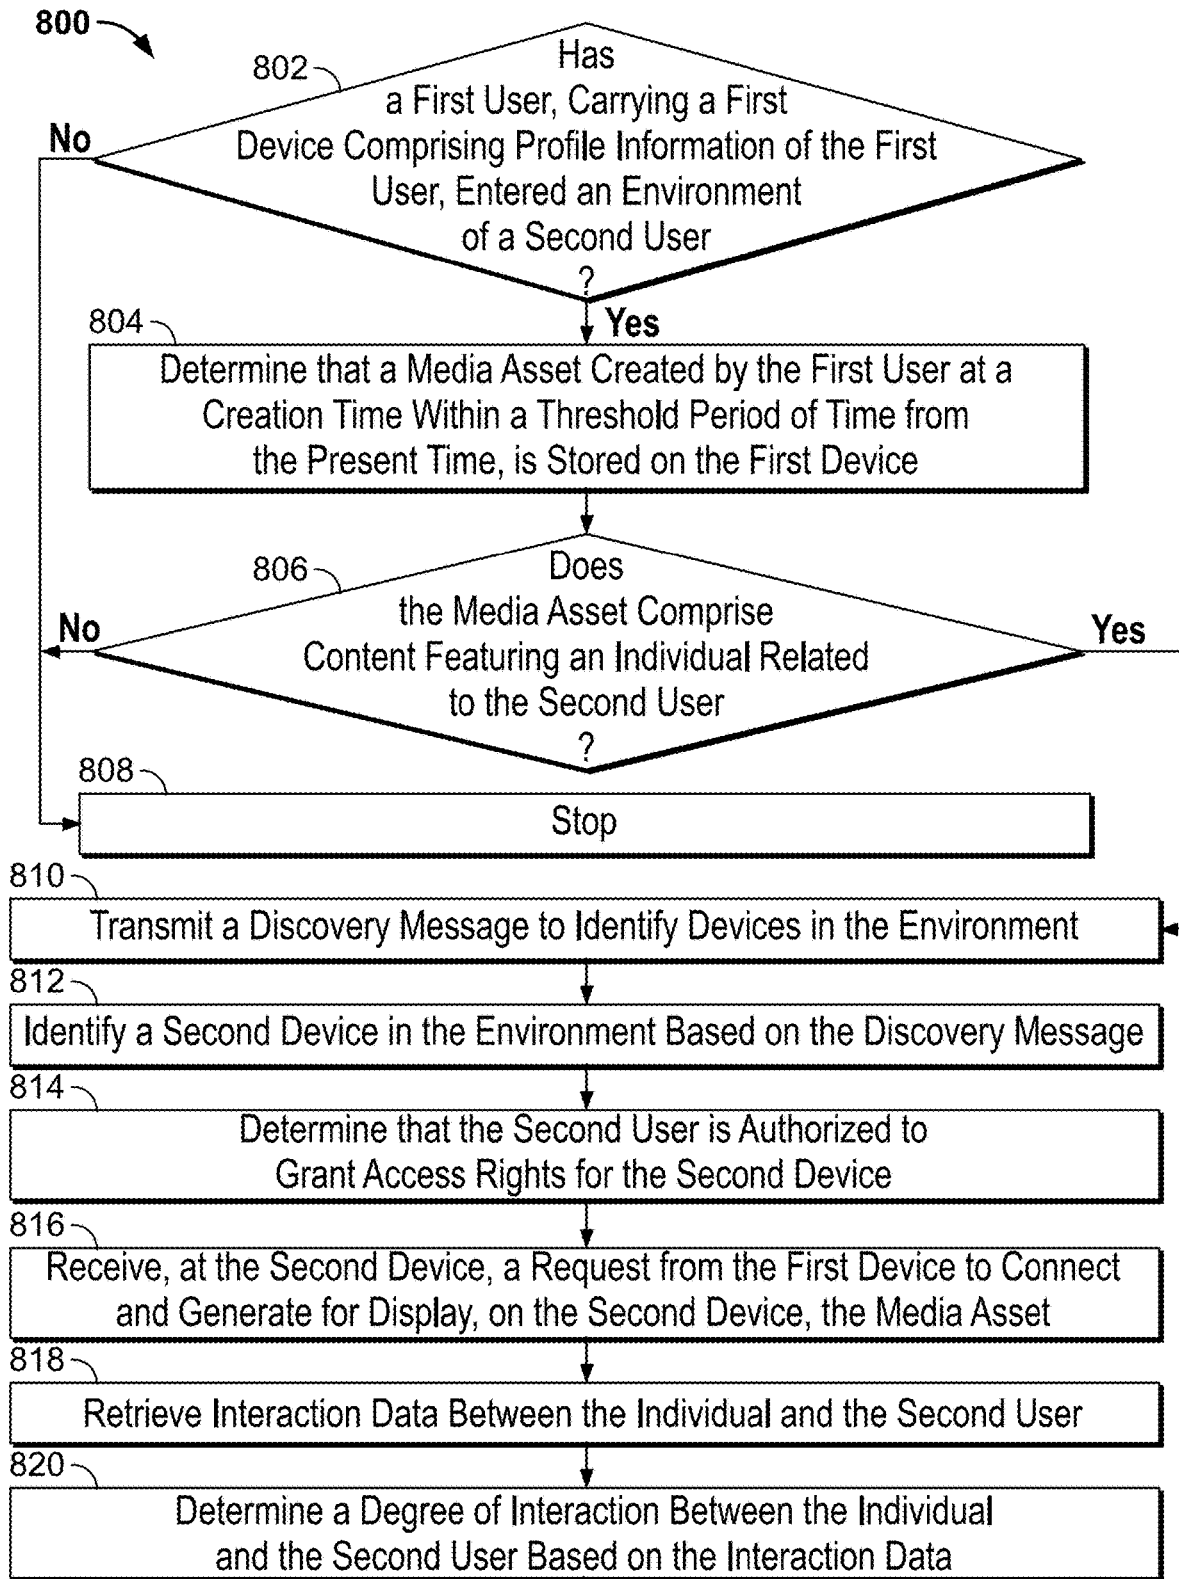 800
802
Has
a First User, Carrying a First
Device Comprising Profile Information of the First
User, Entered an Environment
of a Second User
?
No
Yes
804
Determine that a Media Asset Created by the First User at a
Creation Time Within a Threshold Period of Time from
the Present Time, is Stored on the First Device
806
Does
the Media Asset Comprise
Content Featuring an Individual Related
to the Second User
?
No
Yes
808
Stop
810
Transmit a Discovery Message to Identify Devices in the Environment
812
Identify a Second Device in the Environment Based on the Discovery Message
814
Determine that the Second User is Authorized to
Grant Access Rights for the Second Device
816
Receive, at the Second Device, a Request from the First Device to Connect
and Generate for Display, on the Second Device, the Media Asset
818
Retrieve Interaction Data Between the Individual and the Second User
820
Determine a Degree of Interaction Between the Individual
and the Second User Based on the Interaction Data